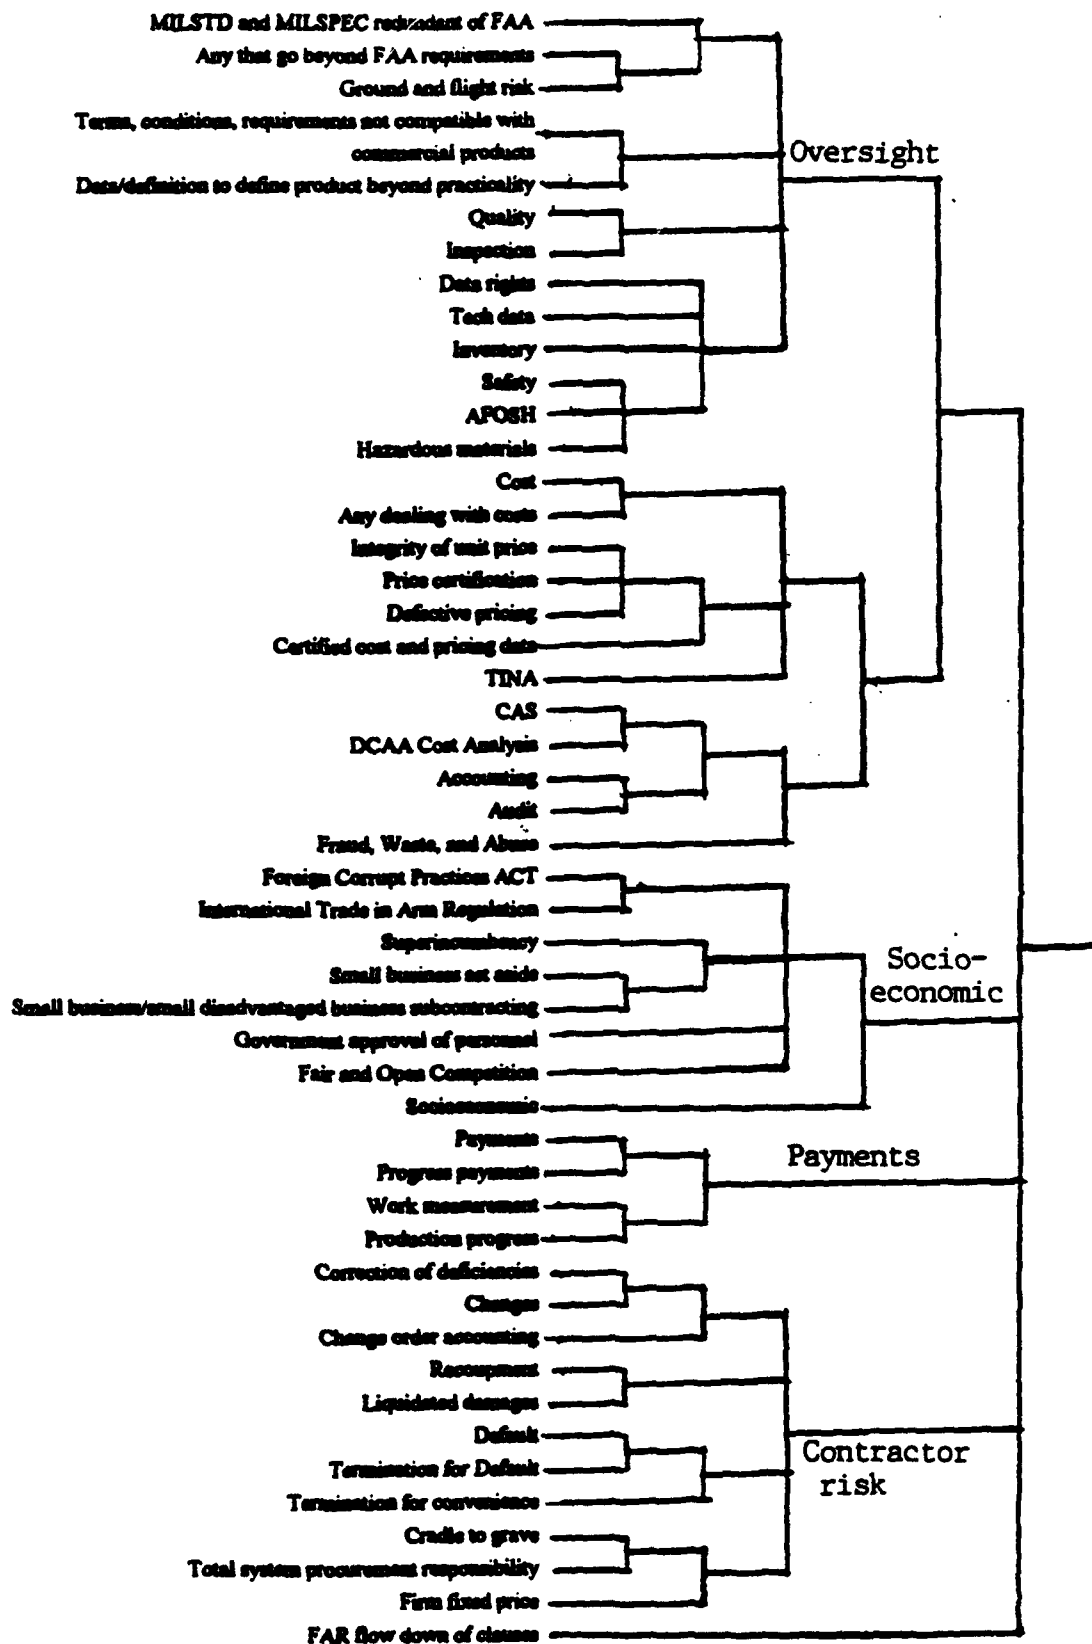 MILSTD and MILSPEC redundant of FAA
Any that go beyond FAA requirements
Ground and flight risk
Terms, conditions, requirements not compatible with
commercial products
Data/definition to define product beyond practicality
Oversight
Quality
Inspection
Data rights
Tech data
Inventory
Safety
AFOSH
Hazardous materials
Cost
Any dealing with costs
Integrity of unit price
Price certification
Defective pricing
Certified cost and pricing data
TINA
CAS
DCAA Cost Analysis
Accounting
Audit
Fraud, Waste, and Abuse
Foreign Corrupt Practices ACT
International Trade in Arm Regulation
Superincumbency
Small business set aside
Small business/small disadvantaged business subcontracting
Socio-
economic
Government approval of personnel
Fair and Open Competition
Socioeconomic
Payments
Progress payments
Payments
Work measurement
Production progress
Correction of deficiencies
Changes
Change order accounting
Recoupment
Liquidated damages
Default
Termination for Default
Contractor
risk
Termination for convenience
Cradle to grave
Total system procurement responsibility
Firm fixed price
FAR flow down of clauses